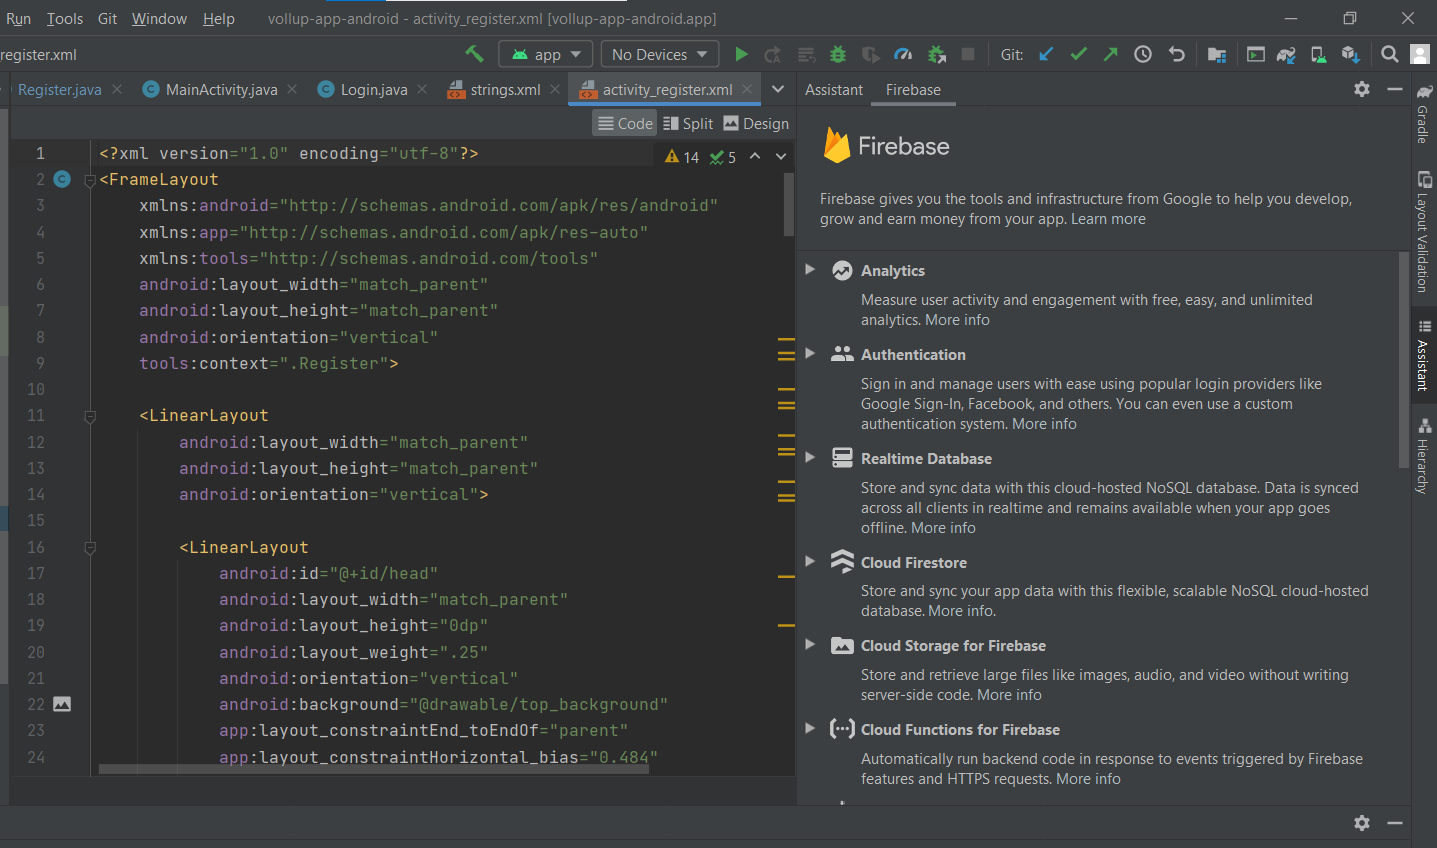 Run Tools Git Window Help vollup-app-android - activity_register.xml [vollup-app-android.app]
register.xml app No Devices Git:
Register.java MainActivity.java Login.java strings.xml activity_register.xml
Code Split Design
14 5
1 <?xml version="1.0" encoding="utf-8"?>
2 <FrameLayout
3 xmlns:android="http://schemas.android.com/apk/res/android"
4 xmlns:app="http://schemas.android.com/apk/res-auto"
5 xmlns:tools="http://schemas.android.com/tools"
6 android:layout_width="match_parent"
7 android:layout_height="match_parent"
8 android:orientation="vertical"
9 tools:context=".Register">
10
11 <LinearLayout
12 android:layout_width="match_parent"
13 android:layout_height="match_parent"
14 android:orientation="vertical">
15
16 <LinearLayout
17 android:id="@+id/head"
18 android:layout_width="match_parent"
19 android:layout_height="0dp"
20 android:layout_weight=".25"
21 android:orientation="vertical"
22 android:background="@drawable/top_background"
23 app:layout_constraintEnd_toEndOf="parent"
24 app:layout_constraintHorizontal_bias="0.484"
Assistant Firebase
Firebase
Firebase gives you the tools and infrastructure from Google to help you develop,
grow and earn money from your app. Learn more
Analytics
Measure user activity and engagement with free, easy, and unlimited
analytics. More info
Authentication
Sign in and manage users with ease using popular login providers like
Google Sign-In, Facebook, and others. You can even use a custom
authentication system. More info
Realtime Database
Store and sync data with this cloud-hosted NoSQL database. Data is synced
across all clients in realtime and remains available when your app goes
offline. More info
Cloud Firestore
Store and sync your app data with this flexible, scalable NoSQL cloud-hosted
database. More info.
Cloud Storage for Firebase
Store and retrieve large files like images, audio, and video without writing
server-side code. More info
Cloud Functions for Firebase
Automatically run backend code in response to events triggered by Firebase
features and HTTPS requests. More info
Gradle
Layout Validation
Assistant
Hierarchy